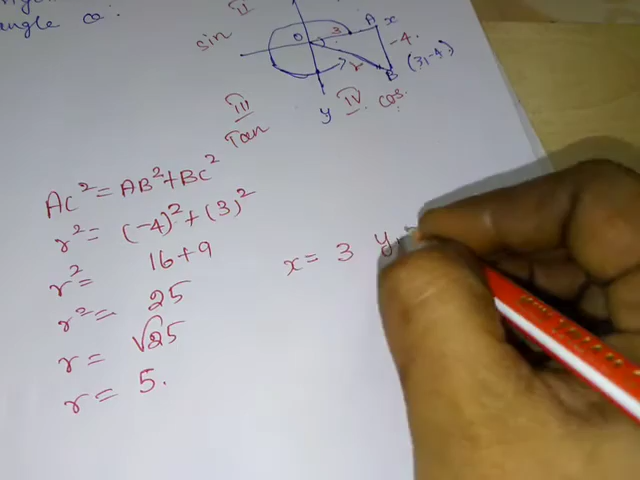 angle
II
sin
O
3
A x
-4.
r
B (3,-4)
III
y IV cos.
Tan
AC² = AB² + BC²
r² = (-4)² + (3)²
r² = 16+9
r² = 25
r = √25
r = 5.
x = 3 y